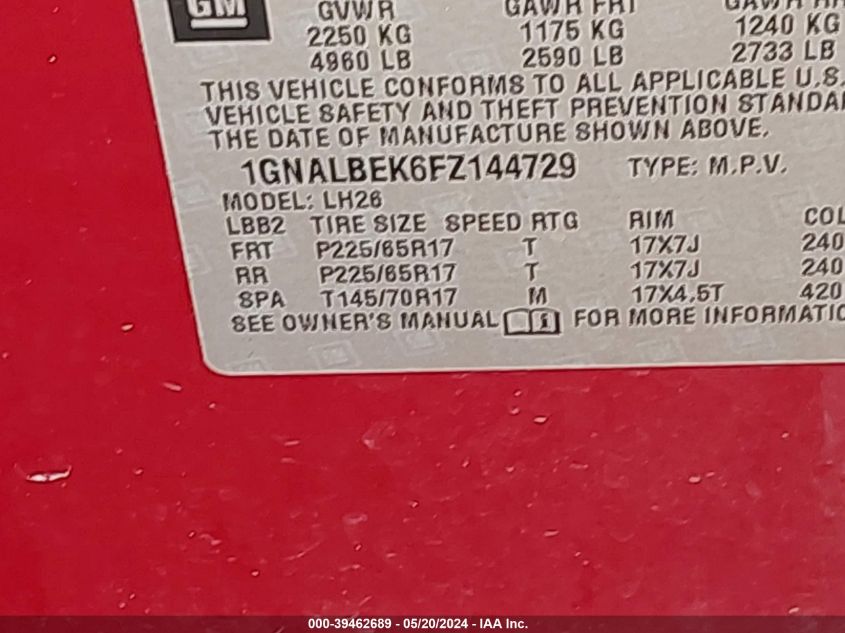 GM
GVWR GAWR FRT GAWR
2250 KG 1175 KG 1240 KG
4960 LB 2590 LB 2733 LB
THIS VEHICLE CONFORMS TO ALL APPLICABLE U.S.
VEHICLE SAFETY AND THEFT PREVENTION STANDA
THE DATE OF MANUFACTURE SHOWN ABOVE.
1GNALBEK6FZ144729 TYPE: M.P.V.
MODEL: LH26
LBB2 TIRE SIZE SPEED RTG RIM COL
FRT P225/65R17 T 17X7J 240
RR P225/65R17 T 17X7J 240
SPA T145/70R17 M 17X4.5T 420
SEE OWNER'S MANUAL FOR MORE INFORMATIO
000-39462689 - 05/20/2024 - IAA Inc.